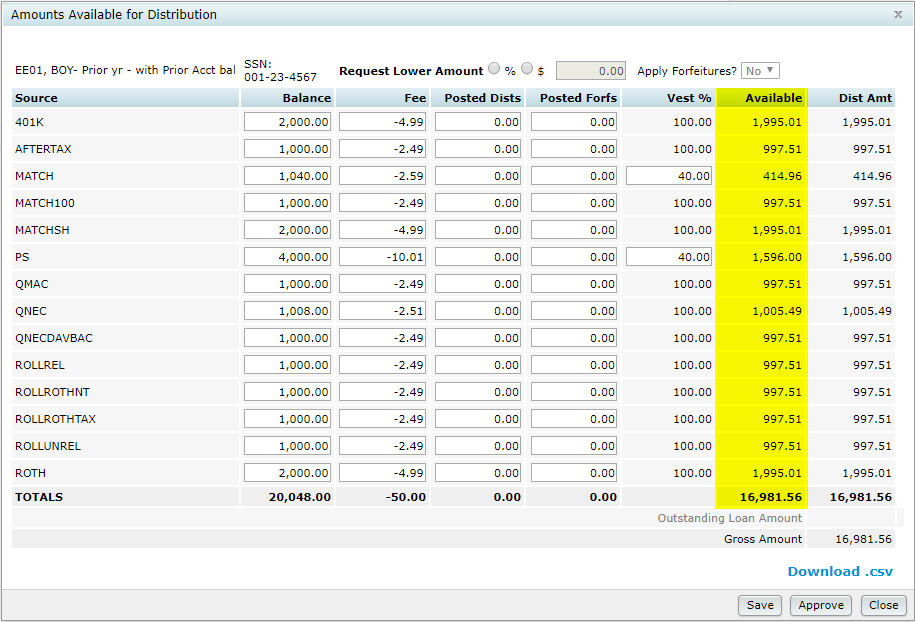 Amounts Available for Distribution x
EE01, BOY- Prior yr - with Prior Acct bal SSN: 001-23-4567 Request Lower Amount % $ 0.00 Apply Forfeitures? No ▼
Source Balance Fee Posted Dists Posted Forfs Vest % Available Dist Amt
401K 2,000.00 -4.99 0.00 0.00 100.00 1,995.01 1,995.01
AFTERTAX 1,000.00 -2.49 0.00 0.00 100.00 997.51 997.51
MATCH 1,040.00 -2.59 0.00 0.00 40.00 414.96 414.96
MATCH100 1,000.00 -2.49 0.00 0.00 100.00 997.51 997.51
MATCHSH 2,000.00 -4.99 0.00 0.00 100.00 1,995.01 1,995.01
PS 4,000.00 -10.01 0.00 0.00 40.00 1,596.00 1,596.00
QMAC 1,000.00 -2.49 0.00 0.00 100.00 997.51 997.51
QNEC 1,008.00 -2.51 0.00 0.00 100.00 1,005.49 1,005.49
QNECDAVBAC 1,000.00 -2.49 0.00 0.00 100.00 997.51 997.51
ROLLREL 1,000.00 -2.49 0.00 0.00 100.00 997.51 997.51
ROLLROTHNT 1,000.00 -2.49 0.00 0.00 100.00 997.51 997.51
ROLLROTHTAX 1,000.00 -2.49 0.00 0.00 100.00 997.51 997.51
ROLLUNREL 1,000.00 -2.49 0.00 0.00 100.00 997.51 997.51
ROTH 2,000.00 -4.99 0.00 0.00 100.00 1,995.01 1,995.01
TOTALS 20,048.00 -50.00 0.00 0.00 16,981.56 16,981.56
Outstanding Loan Amount
Gross Amount 16,981.56
Download .csv
Save Approve Close